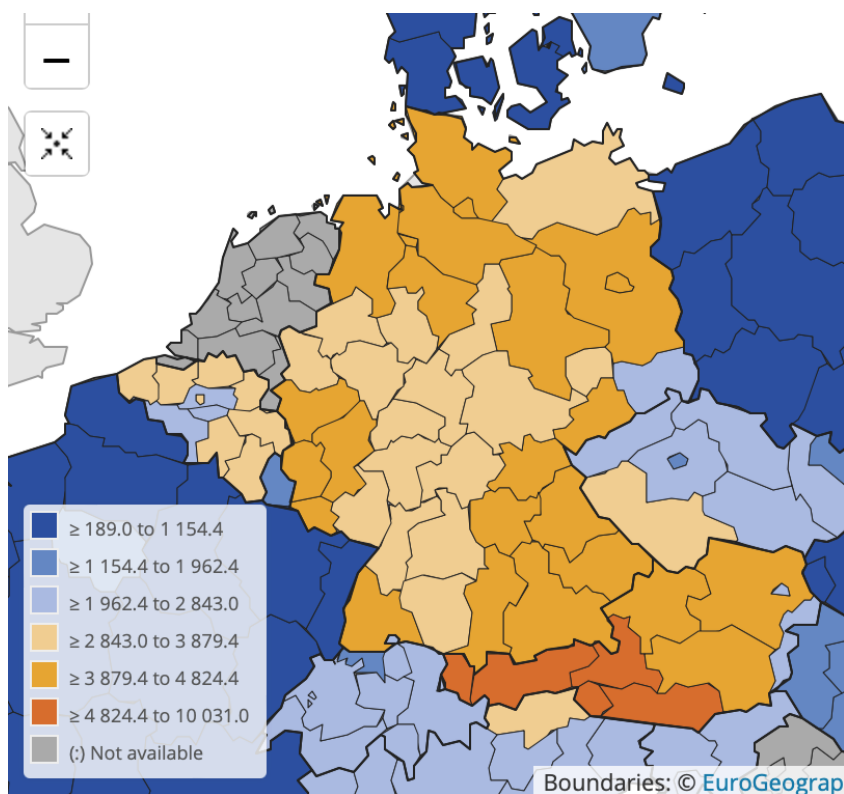 ≥ 189.0 to 1 154.4
≥ 1 154.4 to 1 962.4
≥ 1 962.4 to 2 843.0
≥ 2 843.0 to 3 879.4
≥ 3 879.4 to 4 824.4
≥ 4 824.4 to 10 031.0
(:) Not available
Boundaries: © EuroGeograp